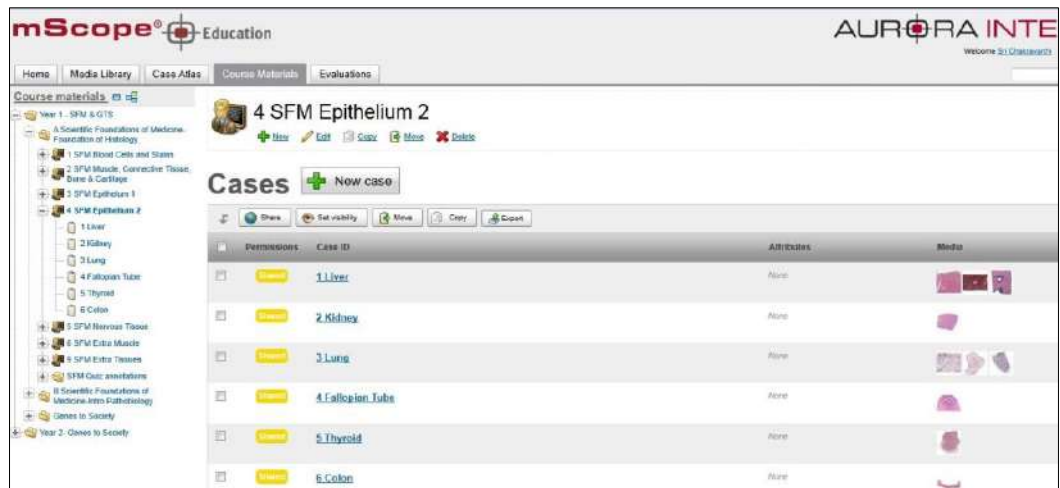 mScope® Education
AURORA INTE
Welcome Sri
Home
Media Library
Case Atlas
Course Materials
Evaluations
Course materials
Year 1 - SFM & GTS
A Scientific Foundations of Medicine-
Foundation of Histology
1 SFM Blood Cells and Stains
2 SFM Muscle, Connective Tissue,
Bone & Cartilage
3 SFM Epithelium 1
4 SFM Epithelium 2
1 Liver
2 Kidney
3 Lung
4 Fallopian Tube
5 Thyroid
6 Colon
5 SFM Nervous Tissue
6 SFM Extra Muscle
9 SFM Extra Tissues
SFM Quiz annotations
B Scientific Foundations of
Medicine-Intro Pathobiology
Genes to Society
Year 2- Genes to Society
4 SFM Epithelium 2
New Edit Copy Move Delete
Cases New case
Share Set visibility Move Copy Export
Permissions Case ID Attributes Media
Shared 1 Liver None
Shared 2 Kidney None
Shared 3 Lung None
Shared 4 Fallopian Tube None
Shared 5 Thyroid None
Shared 6 Colon None